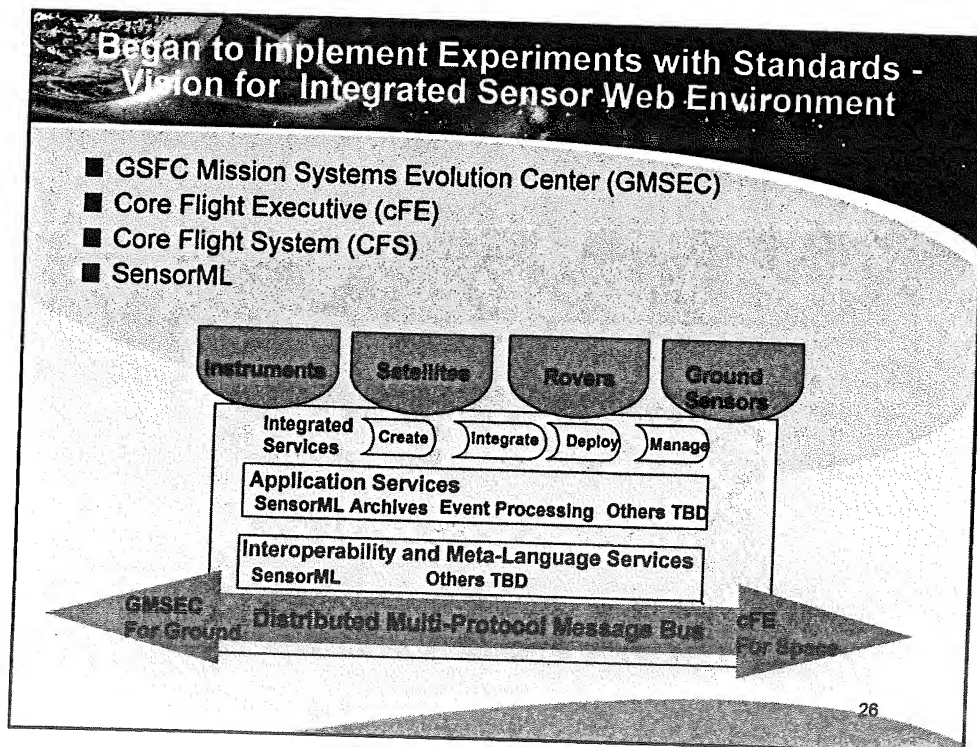 Began to Implement Experiments with Standards -
Vision for Integrated Sensor Web Environment
■ GSFC Mission Systems Evolution Center (GMSEC)
■ Core Flight Executive (cFE)
■ Core Flight System (CFS)
■ SensorML
Instruments
Satellites
Rovers
Ground
Sensors
Integrated
Services
Create
Integrate
Deploy
Manage
Application Services
SensorML Archives Event Processing Others TBD
Interoperability and Meta-Language Services
SensorML Others TBD
GMSEC
For Ground
Distributed Multi-Protocol Message Bus
cFE
For Space
26